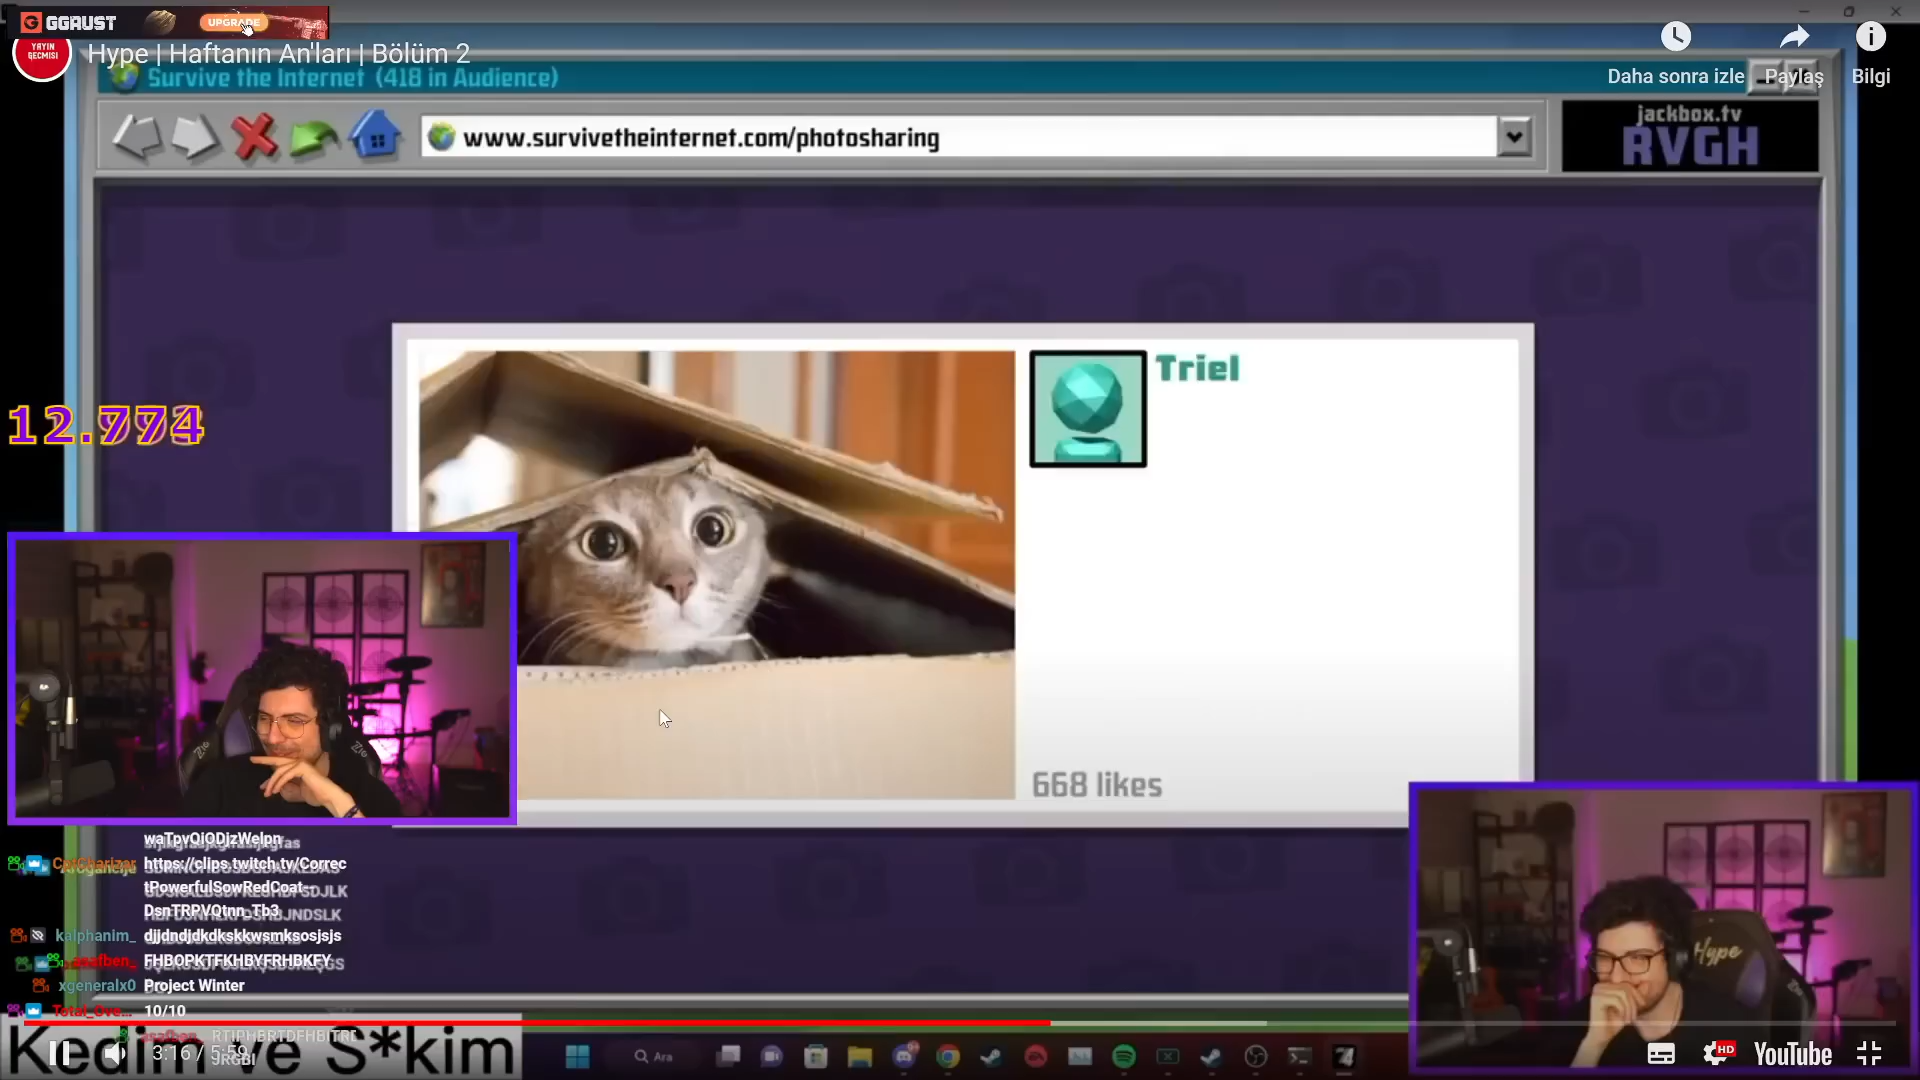 GGRUST
UPGRADE
YAYIN
GEÇMİŞİ
Hype | Haftanın An'ları | Bölüm 2
Survive the Internet (418 in Audience)
Daha sonra izle
Paylaş
Bilgi
www.survivetheinternet.com/photosharing
jackbox.tv
RVGH
Triel
12.774
668 likes
Hype
waTpvQiODjzWelpn
https://clips.twitch.tv/Correc
tPowerfulSowRedCoat--
DsnTRPVQtnn_Tb3
kalphanim_ djjdndjdkdkskkwsmksosjsjs
FHBOPKTFKHBYFRHBKFY
xgeneralx0 Project Winter
Total_Ove... 10/10
Kedim ve S*kim
3:16 / 5:59
Ara
HD
YouTube